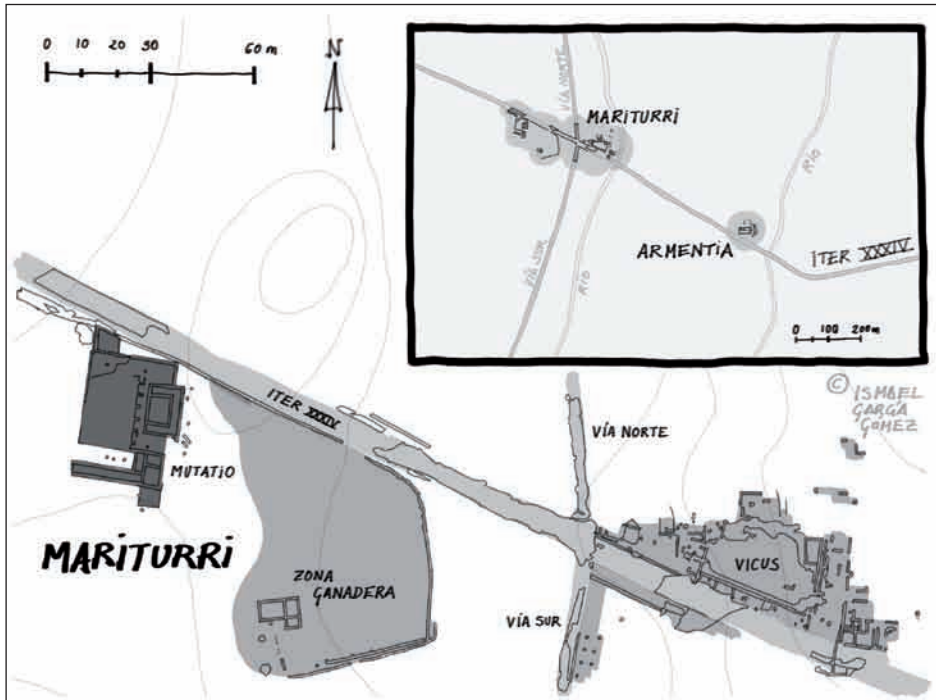 0 10 20 30 60 m
N
VÍA NORTE
MARITURRI
RÍO
ARMENTIA
ITER XXXIV
VÍA SUR
RÍO
0 100 200m
© ISMAEL
GARCÍA
GÓMEZ
ITER XXXIV
VÍA NORTE
MUTATIO
MARITURRI
ZONA
GANADERA
VICUS
VÍA SUR